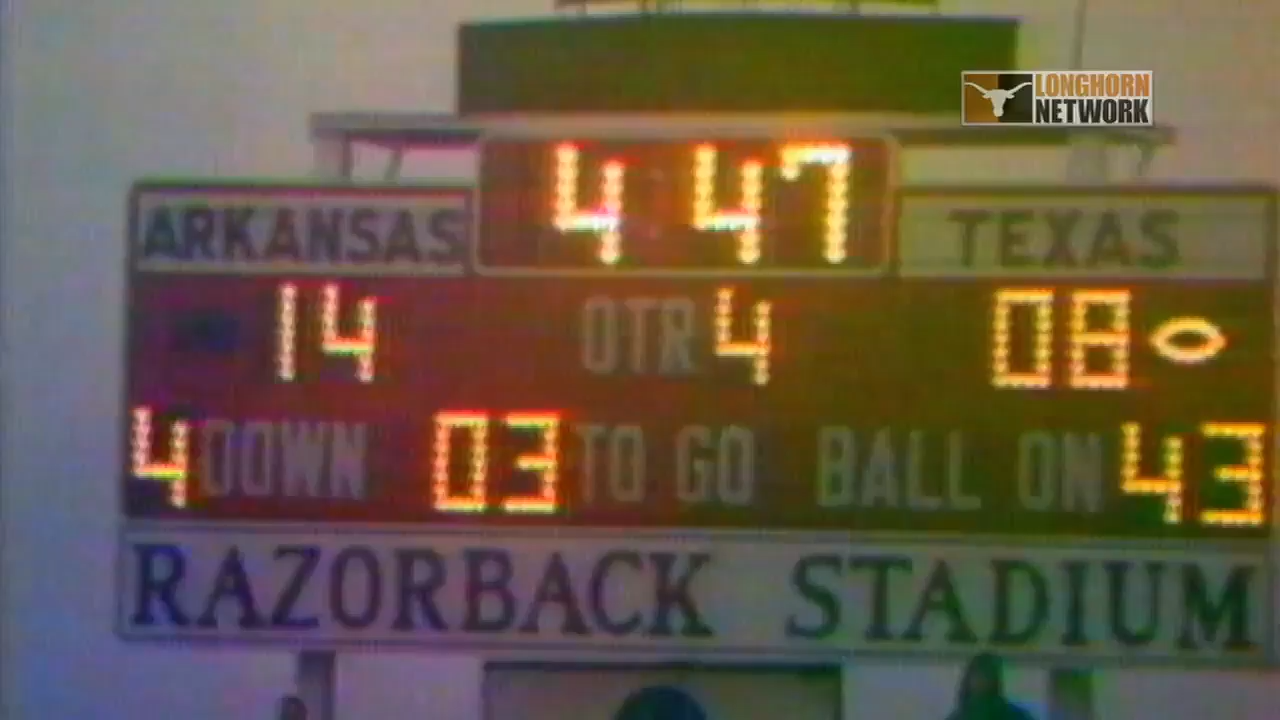 LONGHORN
NETWORK
4 47
ARKANSAS
TEXAS
14 QTR 4 08
4 DOWN 03 TO GO BALL ON 43
RAZORBACK STADIUM